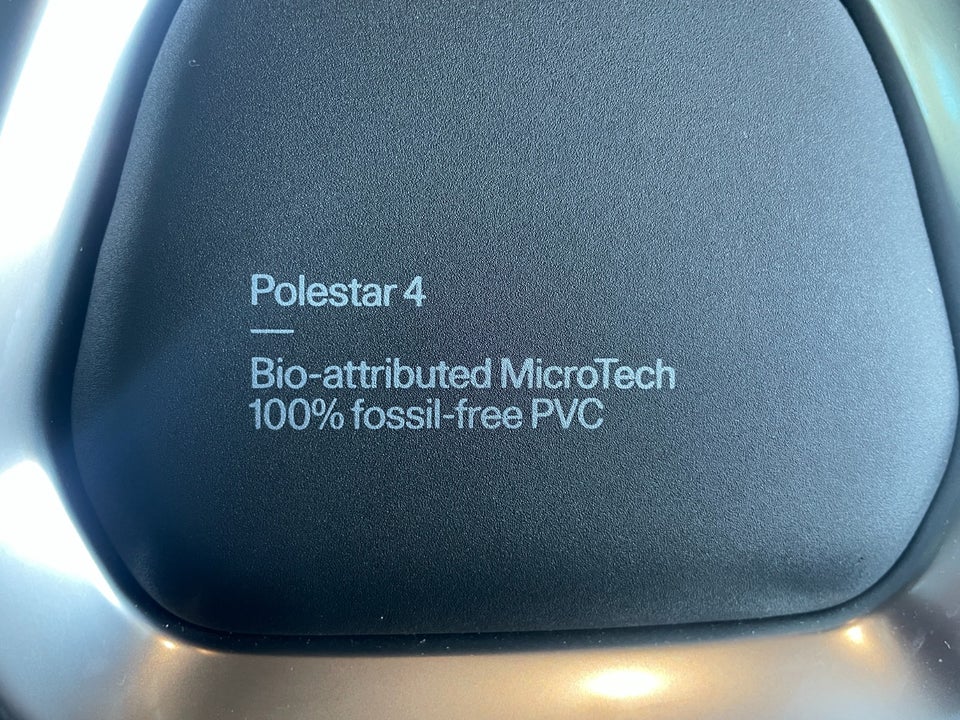 Polestar 4
Bio-attributed MicroTech
100% fossil-free PVC